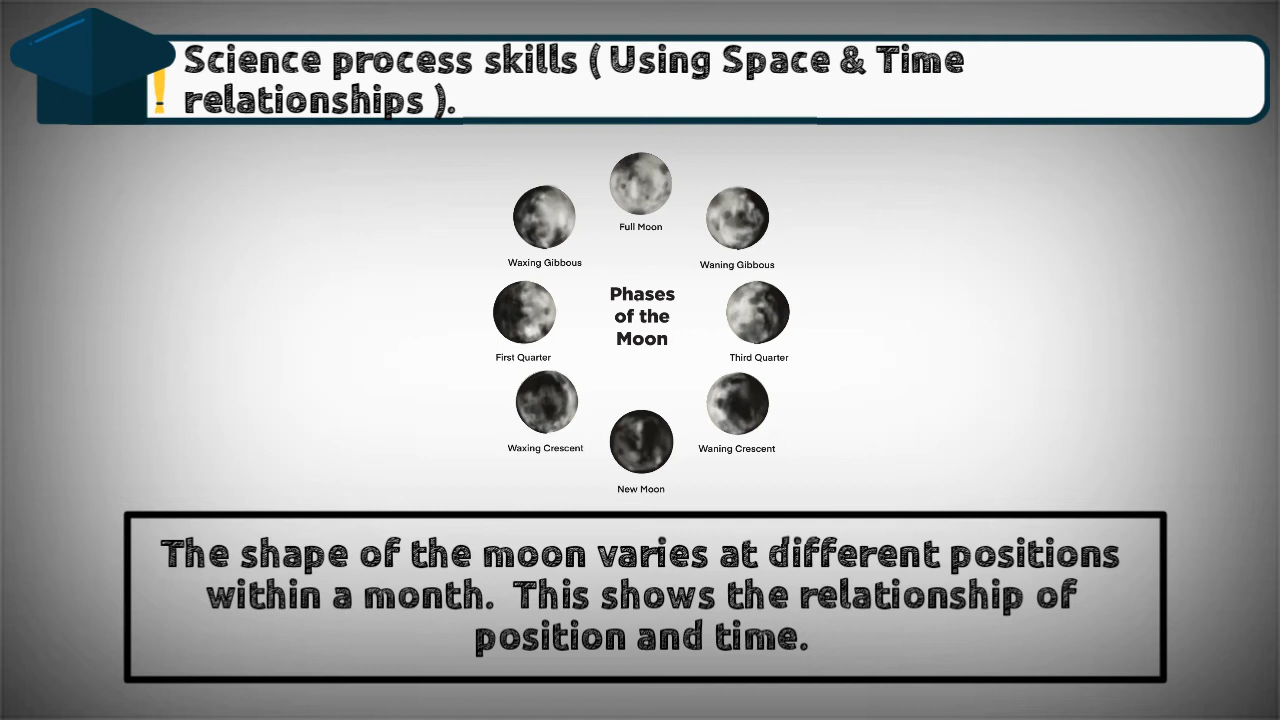 Science process skills ( Using Space & Time
relationships ).
Full Moon
Waxing Gibbous
Waning Gibbous
Phases
of the
Moon
First Quarter
Third Quarter
Waxing Crescent
Waning Crescent
New Moon
The shape of the moon varies at different positions
within a month. This shows the relationship of
position and time.